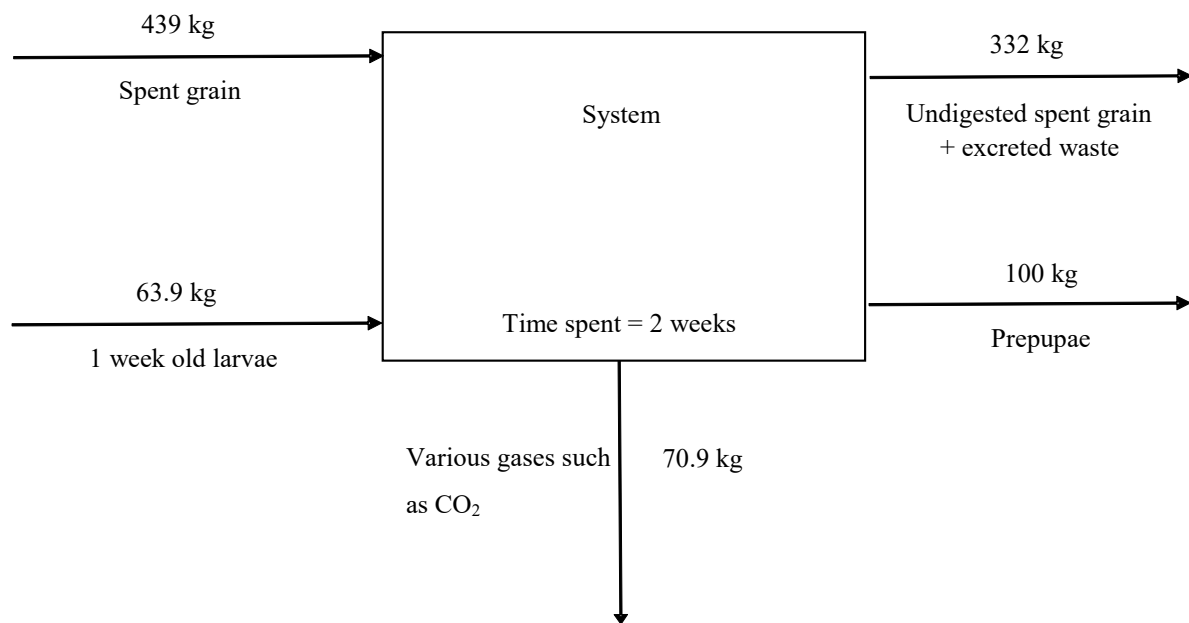 439 kg
Spent grain
332 kg
Undigested spent grain
+ excreted waste
System
63.9 kg
1 week old larvae
Time spent = 2 weeks
100 kg
Prepupae
Various gases such
as CO₂
70.9 kg